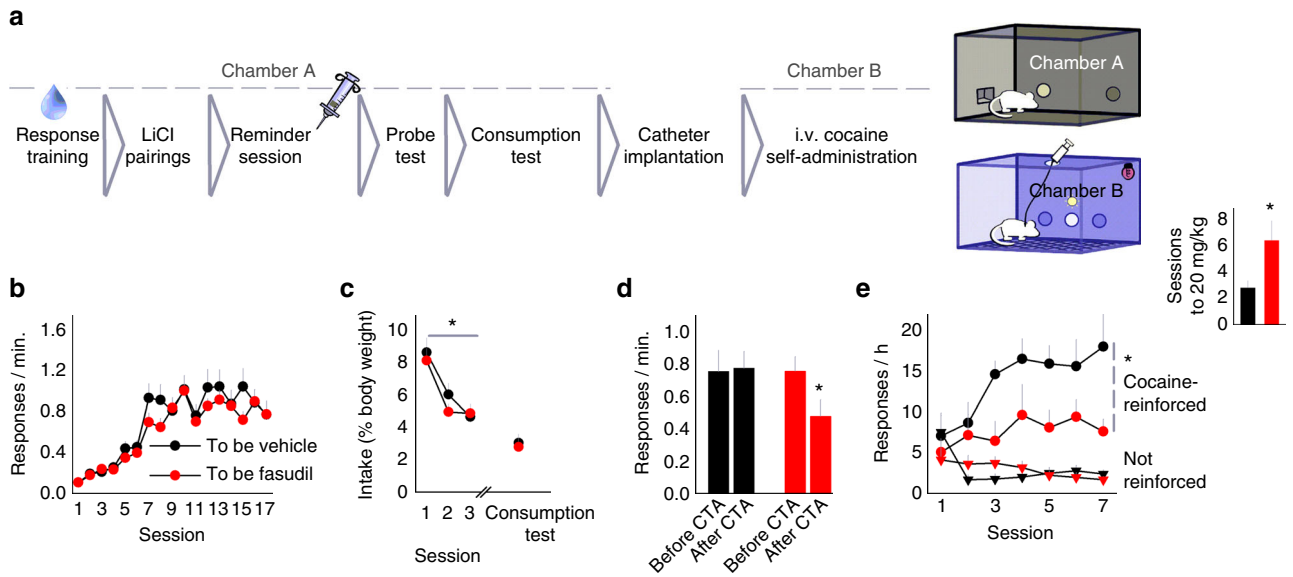 a
Chamber A
Chamber B
Response
training
LiCl
pairings
Reminder
session
Probe
test
Consumption
test
Catheter
implantation
i.v. cocaine
self-administration
Chamber A
Chamber B
E
b
Responses / min.
1.6
1.2
0.8
0.4
0.0
To be vehicle
To be fasudil
1 3 5 7 9 11 13 15 17
Session
c
Intake (% body weight)
10
8
6
4
2
0
*
1 2 3
Consumption
test
Session
d
Responses / min.
1.0
0.8
0.6
0.4
0.2
0.0
*
Before CTA
After CTA
Before CTA
After CTA
e
Responses / h
20
15
10
5
0
1 3 5 7
Session
*
Cocaine-
reinforced
Not
reinforced
Sessions
to 20 mg/kg
8
6
4
2
0
*